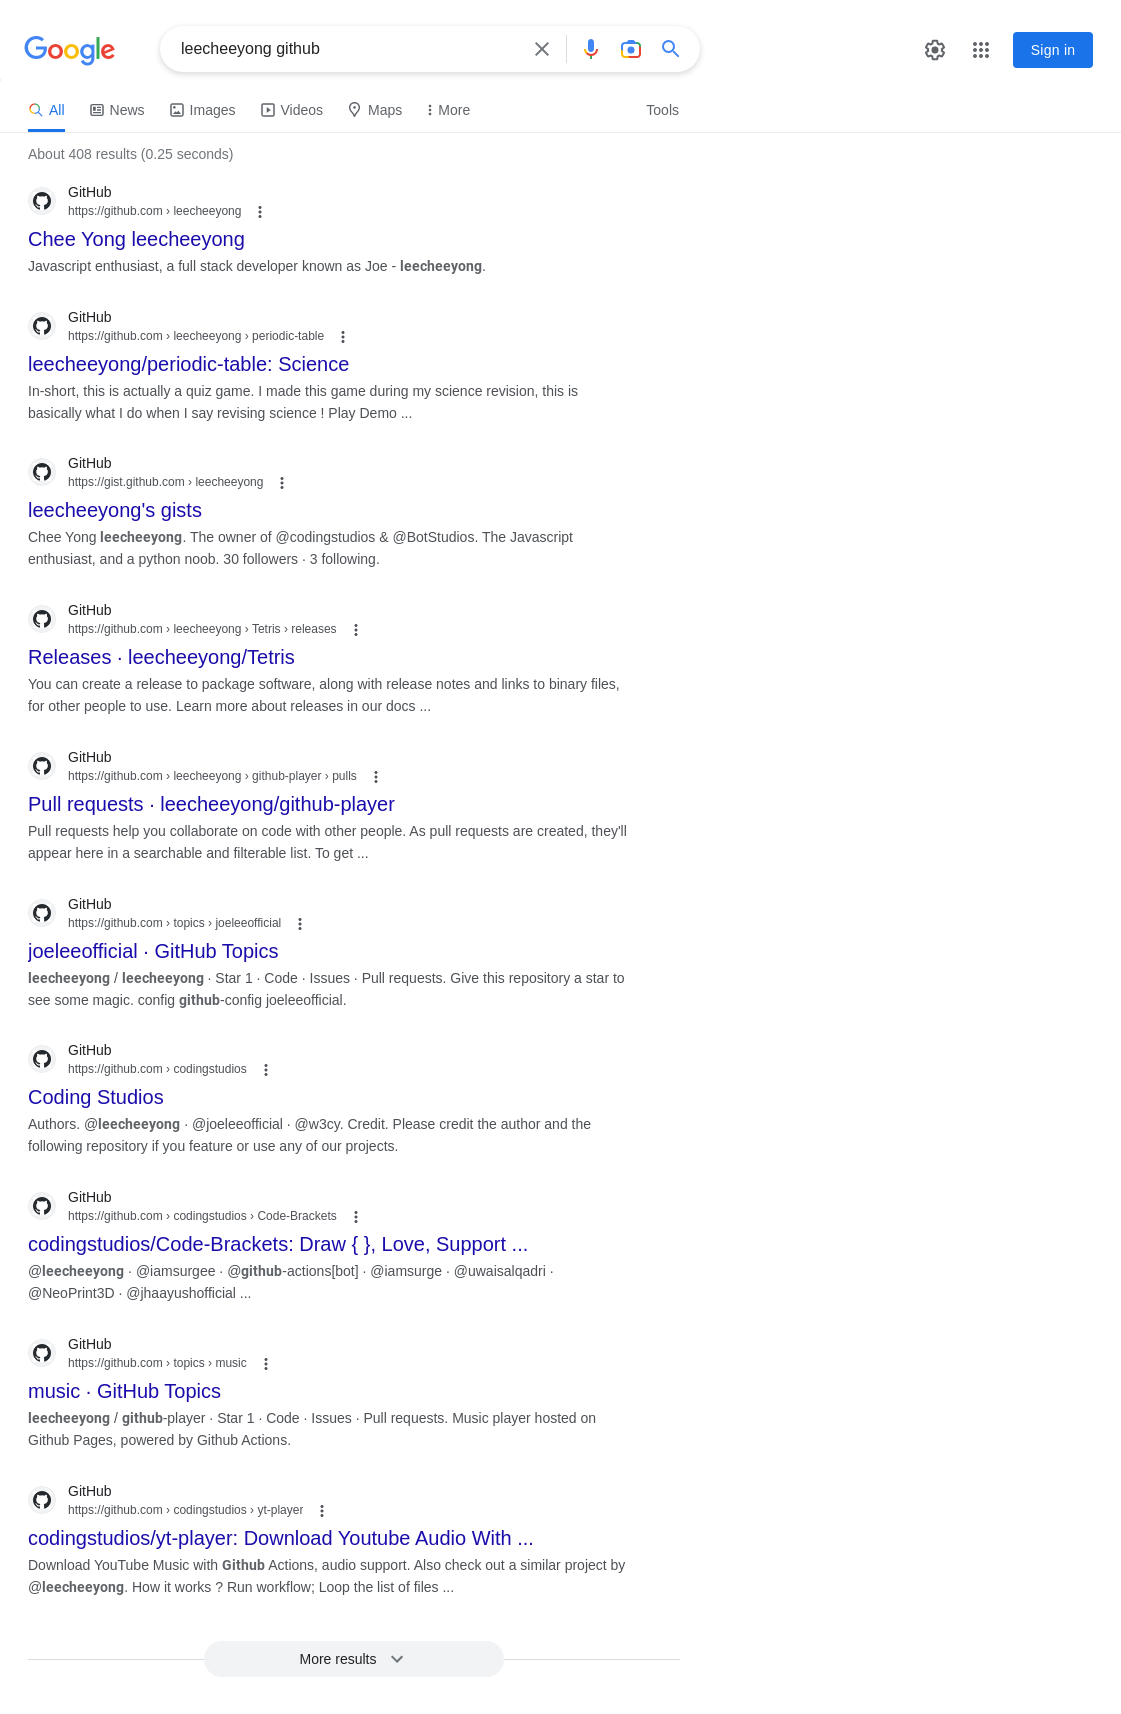 Google
leecheeyong github
Sign in
All News Images Videos Maps More Tools
About 408 results (0.25 seconds)
GitHub
https://github.com › leecheeyong
Chee Yong leecheeyong
Javascript enthusiast, a full stack developer known as Joe - leecheeyong.
GitHub
https://github.com › leecheeyong › periodic-table
leecheeyong/periodic-table: Science
In-short, this is actually a quiz game. I made this game during my science revision, this is
basically what I do when I say revising science ! Play Demo ...
GitHub
https://gist.github.com › leecheeyong
leecheeyong's gists
Chee Yong leecheeyong. The owner of @codingstudios & @BotStudios. The Javascript
enthusiast, and a python noob. 30 followers · 3 following.
GitHub
https://github.com › leecheeyong › Tetris › releases
Releases · leecheeyong/Tetris
You can create a release to package software, along with release notes and links to binary files,
for other people to use. Learn more about releases in our docs ...
GitHub
https://github.com › leecheeyong › github-player › pulls
Pull requests · leecheeyong/github-player
Pull requests help you collaborate on code with other people. As pull requests are created, they'll
appear here in a searchable and filterable list. To get ...
GitHub
https://github.com › topics › joeleeofficial
joeleeofficial · GitHub Topics
leecheeyong / leecheeyong · Star 1 · Code · Issues · Pull requests. Give this repository a star to
see some magic. config github-config joeleeofficial.
GitHub
https://github.com › codingstudios
Coding Studios
Authors. @leecheeyong · @joeleeofficial · @w3cy. Credit. Please credit the author and the
following repository if you feature or use any of our projects.
GitHub
https://github.com › codingstudios › Code-Brackets
codingstudios/Code-Brackets: Draw { }, Love, Support ...
@leecheeyong · @iamsurgee · @github-actions[bot] · @iamsurge · @uwaisalqadri ·
@NeoPrint3D · @jhaayushofficial ...
GitHub
https://github.com › topics › music
music · GitHub Topics
leecheeyong / github-player · Star 1 · Code · Issues · Pull requests. Music player hosted on
Github Pages, powered by Github Actions.
GitHub
https://github.com › codingstudios › yt-player
codingstudios/yt-player: Download Youtube Audio With ...
Download YouTube Music with Github Actions, audio support. Also check out a similar project by
@leecheeyong. How it works ? Run workflow; Loop the list of files ...
More results